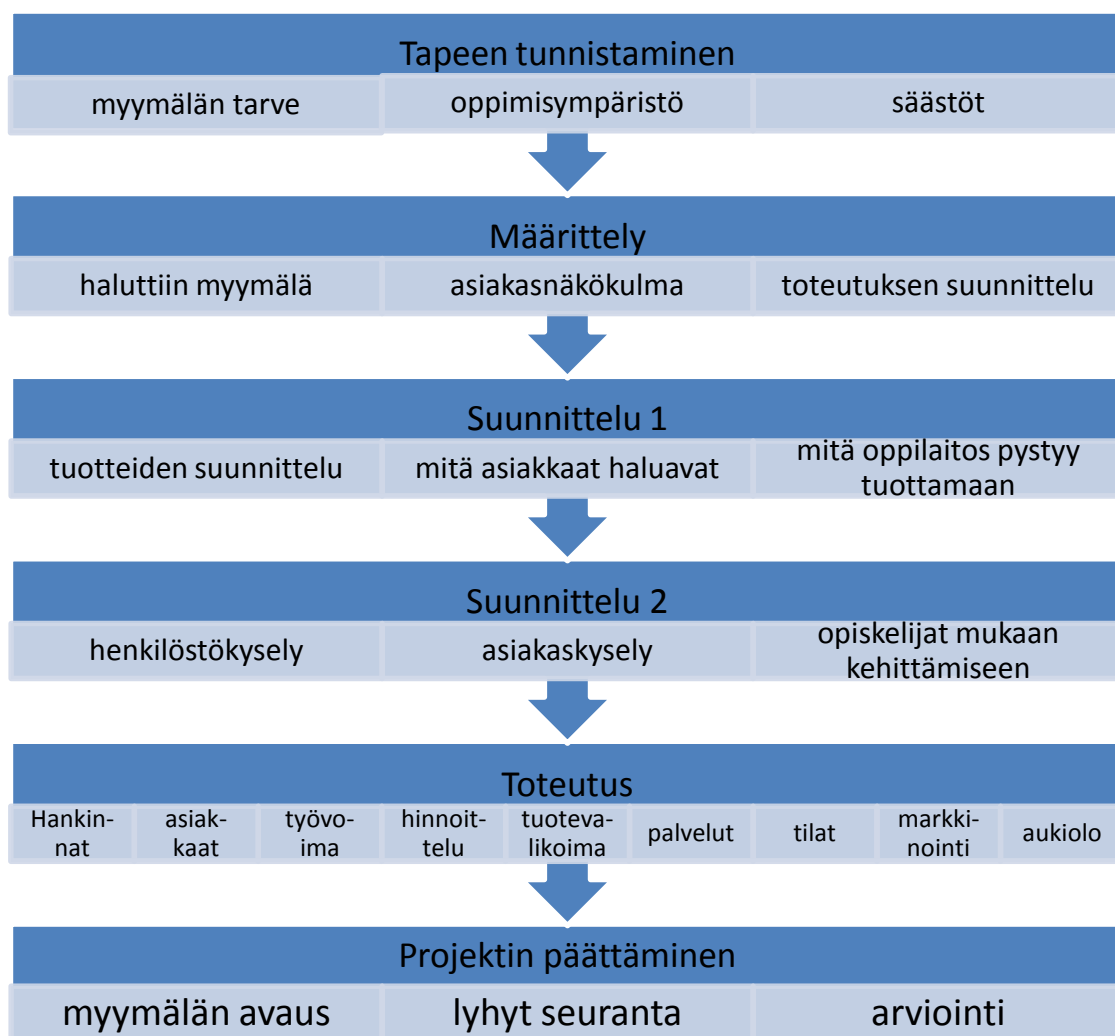 Tapeen tunnistaminen
myymälän tarve
oppimisympäristö
säästöt
Määrittely
haluttiin myymälä
asiakasnäkökulma
toteutuksen suunnittelu
Suunnittelu 1
tuotteiden suunnittelu
mitä asiakkaat haluavat
mitä oppilaitos pystyy
tuottamaan
Suunnittelu 2
henkilöstökysely
asiakaskysely
opiskelijat mukaan
kehittämiseen
Toteutus
Hankin-
nat
asiak-
kaat
työvo-
ima
hinnoit-
telu
tuoteva-
likoima
palvelut
tilat
markki-
nointi
aukiolo
Projektin päättäminen
myymälän avaus
lyhyt seuranta
arviointi